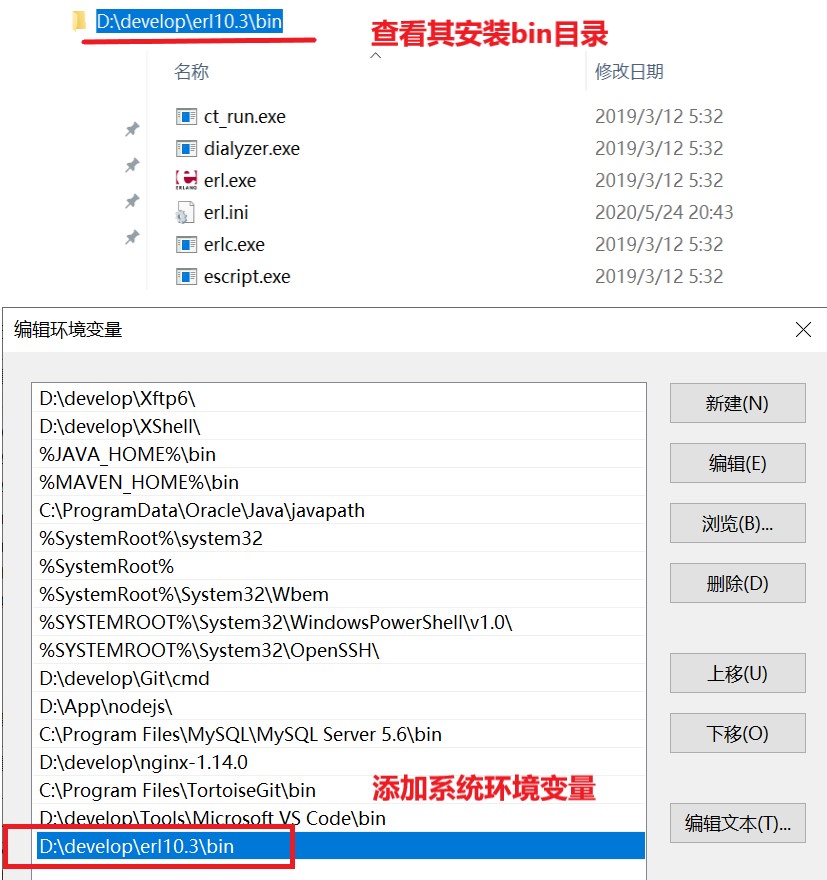 D:\develop\erl10.3\bin
查看其安装bin目录
名称
修改日期
ct_run.exe
2019/3/12 5:32
dialyzer.exe
2019/3/12 5:32
ERLANG
erl.exe
2019/3/12 5:32
erl.ini
2020/5/24 20:43
erlc.exe
2019/3/12 5:32
escript.exe
2019/3/12 5:32
编辑环境变量
D:\develop\Xftp6\
D:\develop\XShell\
%JAVA_HOME%\bin
%MAVEN_HOME%\bin
C:\ProgramData\Oracle\Java\javapath
%SystemRoot%\system32
%SystemRoot%
%SystemRoot%\System32\Wbem
%SYSTEMROOT%\System32\WindowsPowerShell\v1.0\
%SYSTEMROOT%\System32\OpenSSH\
D:\develop\Git\cmd
D:\App\nodejs\
C:\Program Files\MySQL\MySQL Server 5.6\bin
D:\develop\nginx-1.14.0
C:\Program Files\TortoiseGit\bin
添加系统环境变量
D:\develop\Tools\Microsoft VS Code\bin
D:\develop\erl10.3\bin
新建(N)
编辑(E)
浏览(B)...
删除(D)
上移(U)
下移(O)
编辑文本(T)...